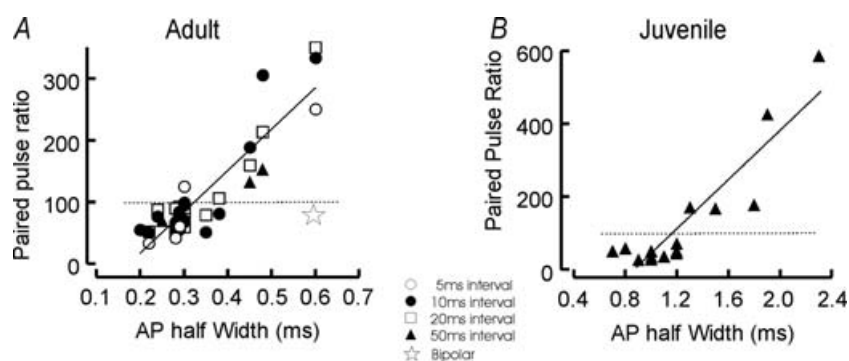 A Adult
Paired pulse ratio
300
200
100
0
0.1 0.2 0.3 0.4 0.5 0.6 0.7
AP half Width (ms)
5ms interval
10ms interval
20ms interval
50ms interval
Bipolar
B Juvenile
Paired Pulse Ratio
600
400
200
0
0.4 0.8 1.2 1.6 2.0 2.4
AP half Width (ms)